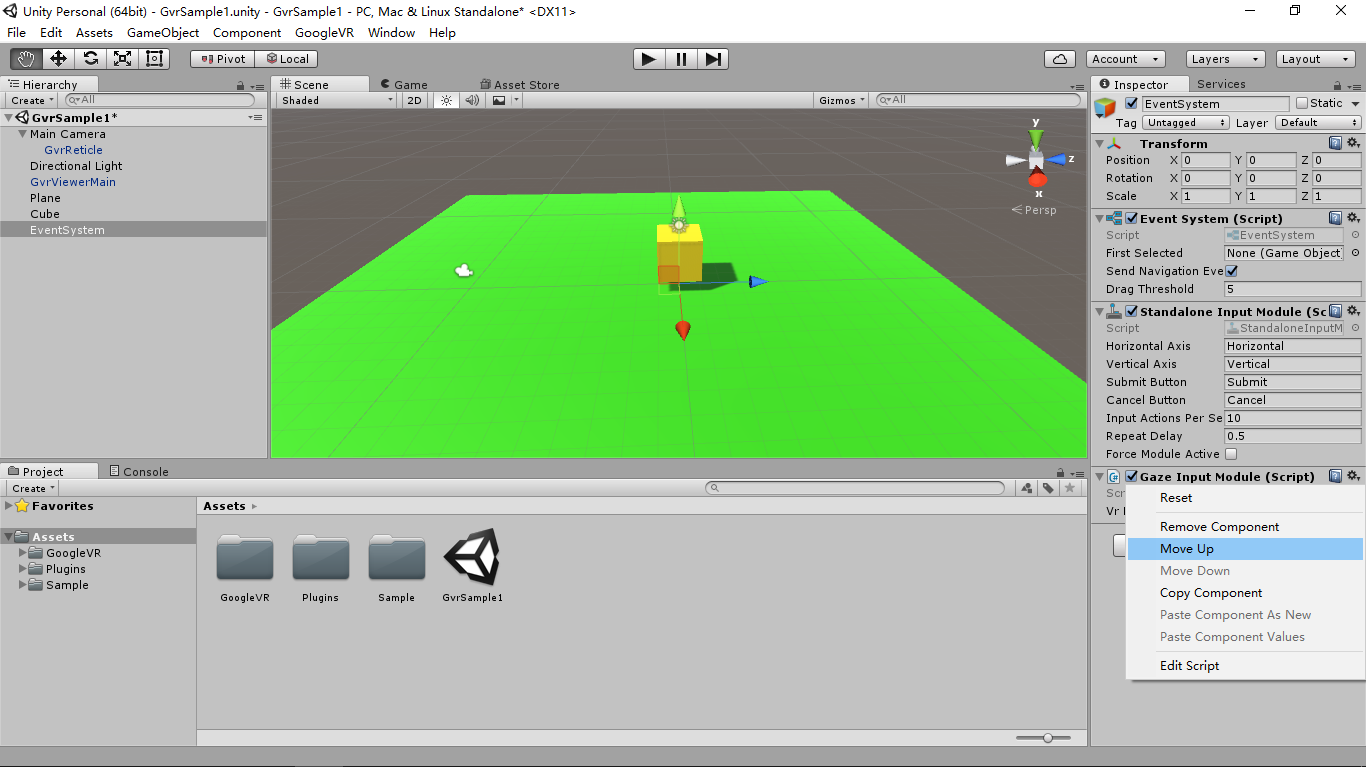 Unity Personal (64bit) - GvrSample1.unity - GvrSample1 - PC, Mac & Linux Standalone* <DX11>
File Edit Assets GameObject Component GoogleVR Window Help
Pivot Local Account Layers Layout
Hierarchy
Create All
GvrSample1*
Main Camera
GvrReticle
Directional Light
GvrViewerMain
Plane
Cube
EventSystem
Scene Game Asset Store
Shaded 2D Gizmos All
y
z
x
Persp
Project Console
Create
Favorites
Assets
GoogleVR
Plugins
Sample
Assets
GoogleVR Plugins Sample GvrSample1
Inspector Services
EventSystem Static
Tag Untagged Layer Default
Transform
Position X 0 Y 0 Z 0
Rotation X 0 Y 0 Z 0
Scale X 1 Y 1 Z 1
Event System (Script)
Script EventSystem
First Selected None (Game Object)
Send Navigation Eve
Drag Threshold 5
Standalone Input Module (Sc
Script StandaloneInputM
Horizontal Axis Horizontal
Vertical Axis Vertical
Submit Button Submit
Cancel Button Cancel
Input Actions Per Se 10
Repeat Delay 0.5
Force Module Active
Gaze Input Module (Script)
Scr
Vr
Reset
Remove Component
Move Up
Move Down
Copy Component
Paste Component As New
Paste Component Values
Edit Script